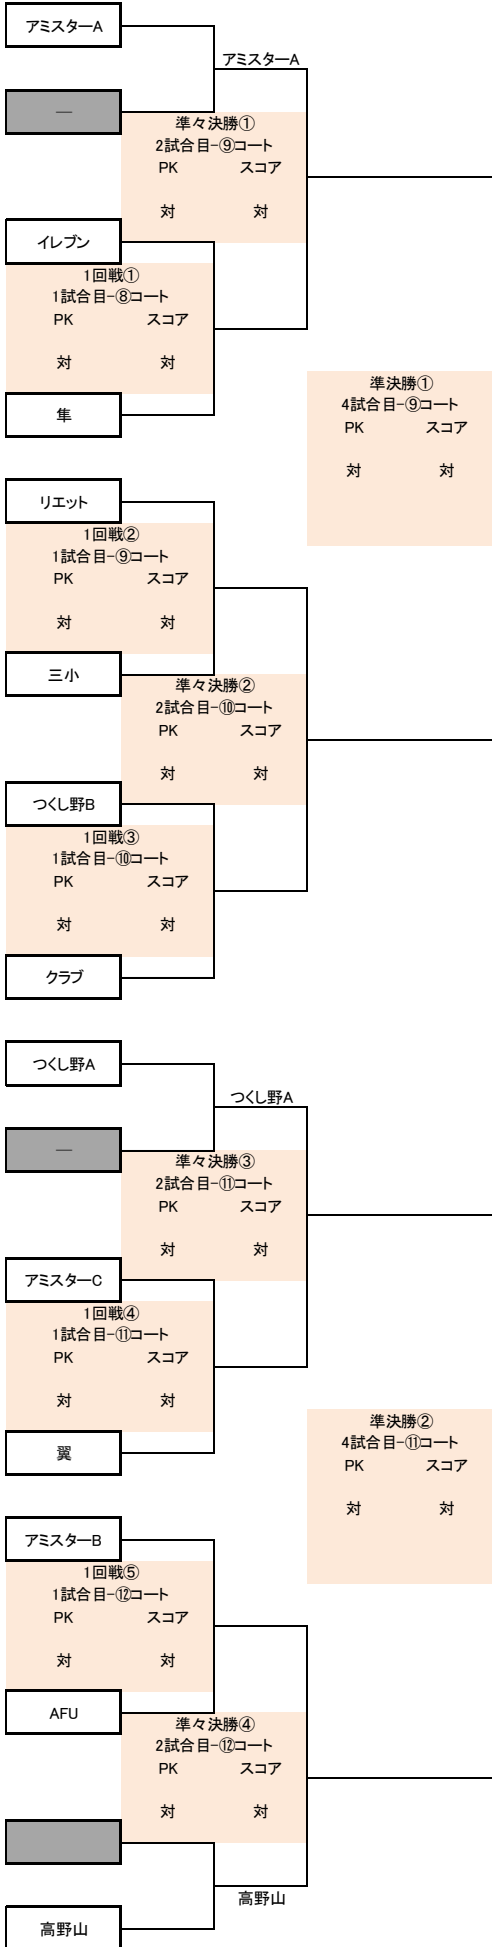 アミスターA
アミスターA
―
準々決勝①
2試合目-⑨コート
PK スコア
対 対
イレブン
1回戦①
1試合目-⑧コート
PK スコア
対 対
隼
準決勝①
4試合目-⑨コート
PK スコア
対 対
リエット
1回戦②
1試合目-⑨コート
PK スコア
対 対
三小
準々決勝②
2試合目-⑩コート
PK スコア
対 対
つくし野B
1回戦③
1試合目-⑩コート
PK スコア
対 対
クラブ
つくし野A
つくし野A
―
準々決勝③
2試合目-⑪コート
PK スコア
対 対
アミスターC
1回戦④
1試合目-⑪コート
PK スコア
対 対
翼
準決勝②
4試合目-⑪コート
PK スコア
対 対
アミスターB
1回戦⑤
1試合目-⑫コート
PK スコア
対 対
AFU
準々決勝④
2試合目-⑫コート
PK スコア
対 対
高野山
高野山